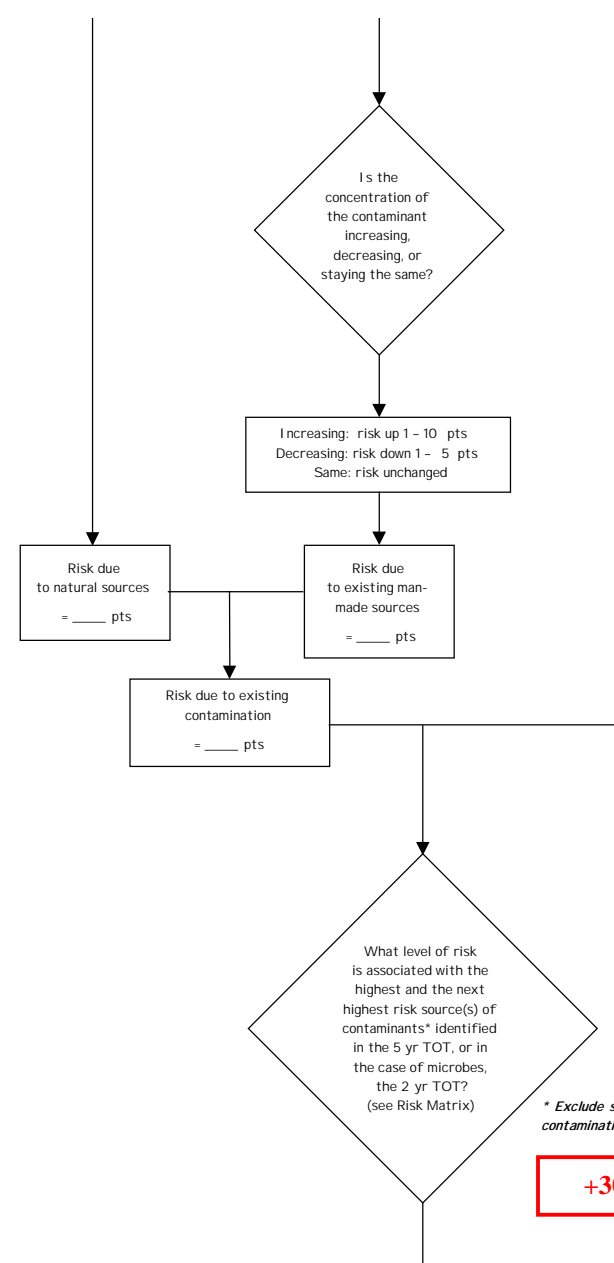 Is the
concentration of
the contaminant
increasing,
decreasing, or
staying the same?
Increasing: risk up 1 – 10 pts
Decreasing: risk down 1 – 5 pts
Same: risk unchanged
Risk due
to natural sources
= _____ pts
Risk due
to existing man-
made sources
= _____ pts
Risk due to existing
contamination
= _____ pts
What level of risk
is associated with the
highest and the next
highest risk source(s) of
contaminants* identified
in the 5 yr TOT, or in
the case of microbes,
the 2 yr TOT?
(see Risk Matrix)
* Exclude